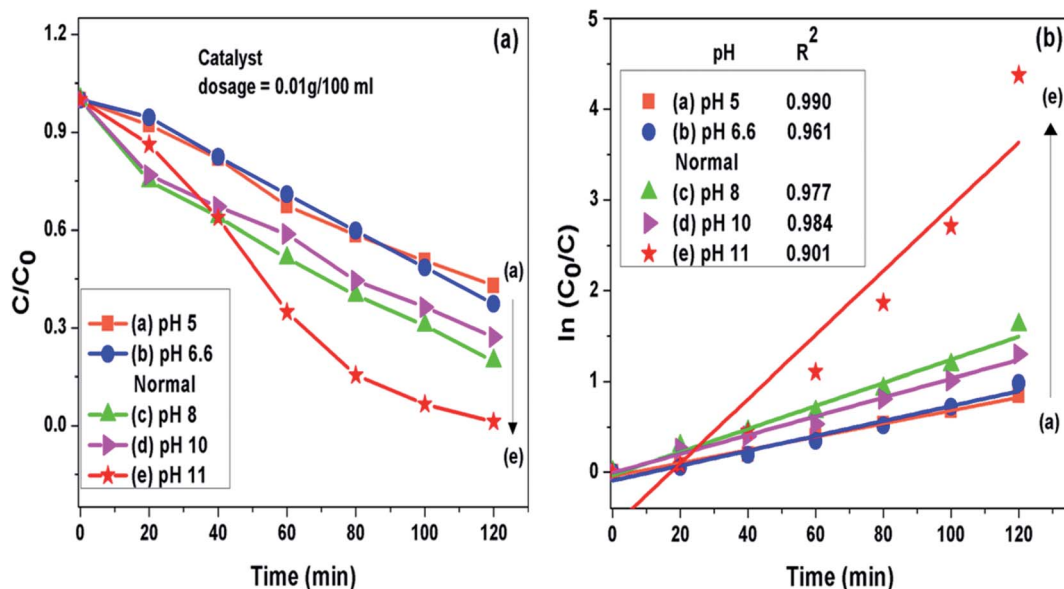 (a)
Catalyst
dosage = 0.01g/100 ml
C/C0
1.2
0.9
0.6
0.3
0.0
(a)
(e)
(a) pH 5
(b) pH 6.6
Normal
(c) pH 8
(d) pH 10
(e) pH 11
0 20 40 60 80 100 120
Time (min)
(b)
ln (C0/C)
5
4
3
2
1
0
pH R2
(a) pH 5 0.990
(b) pH 6.6 0.961
Normal
(c) pH 8 0.977
(d) pH 10 0.984
(e) pH 11 0.901
(e)
(a)
0 20 40 60 80 100 120
Time (min)